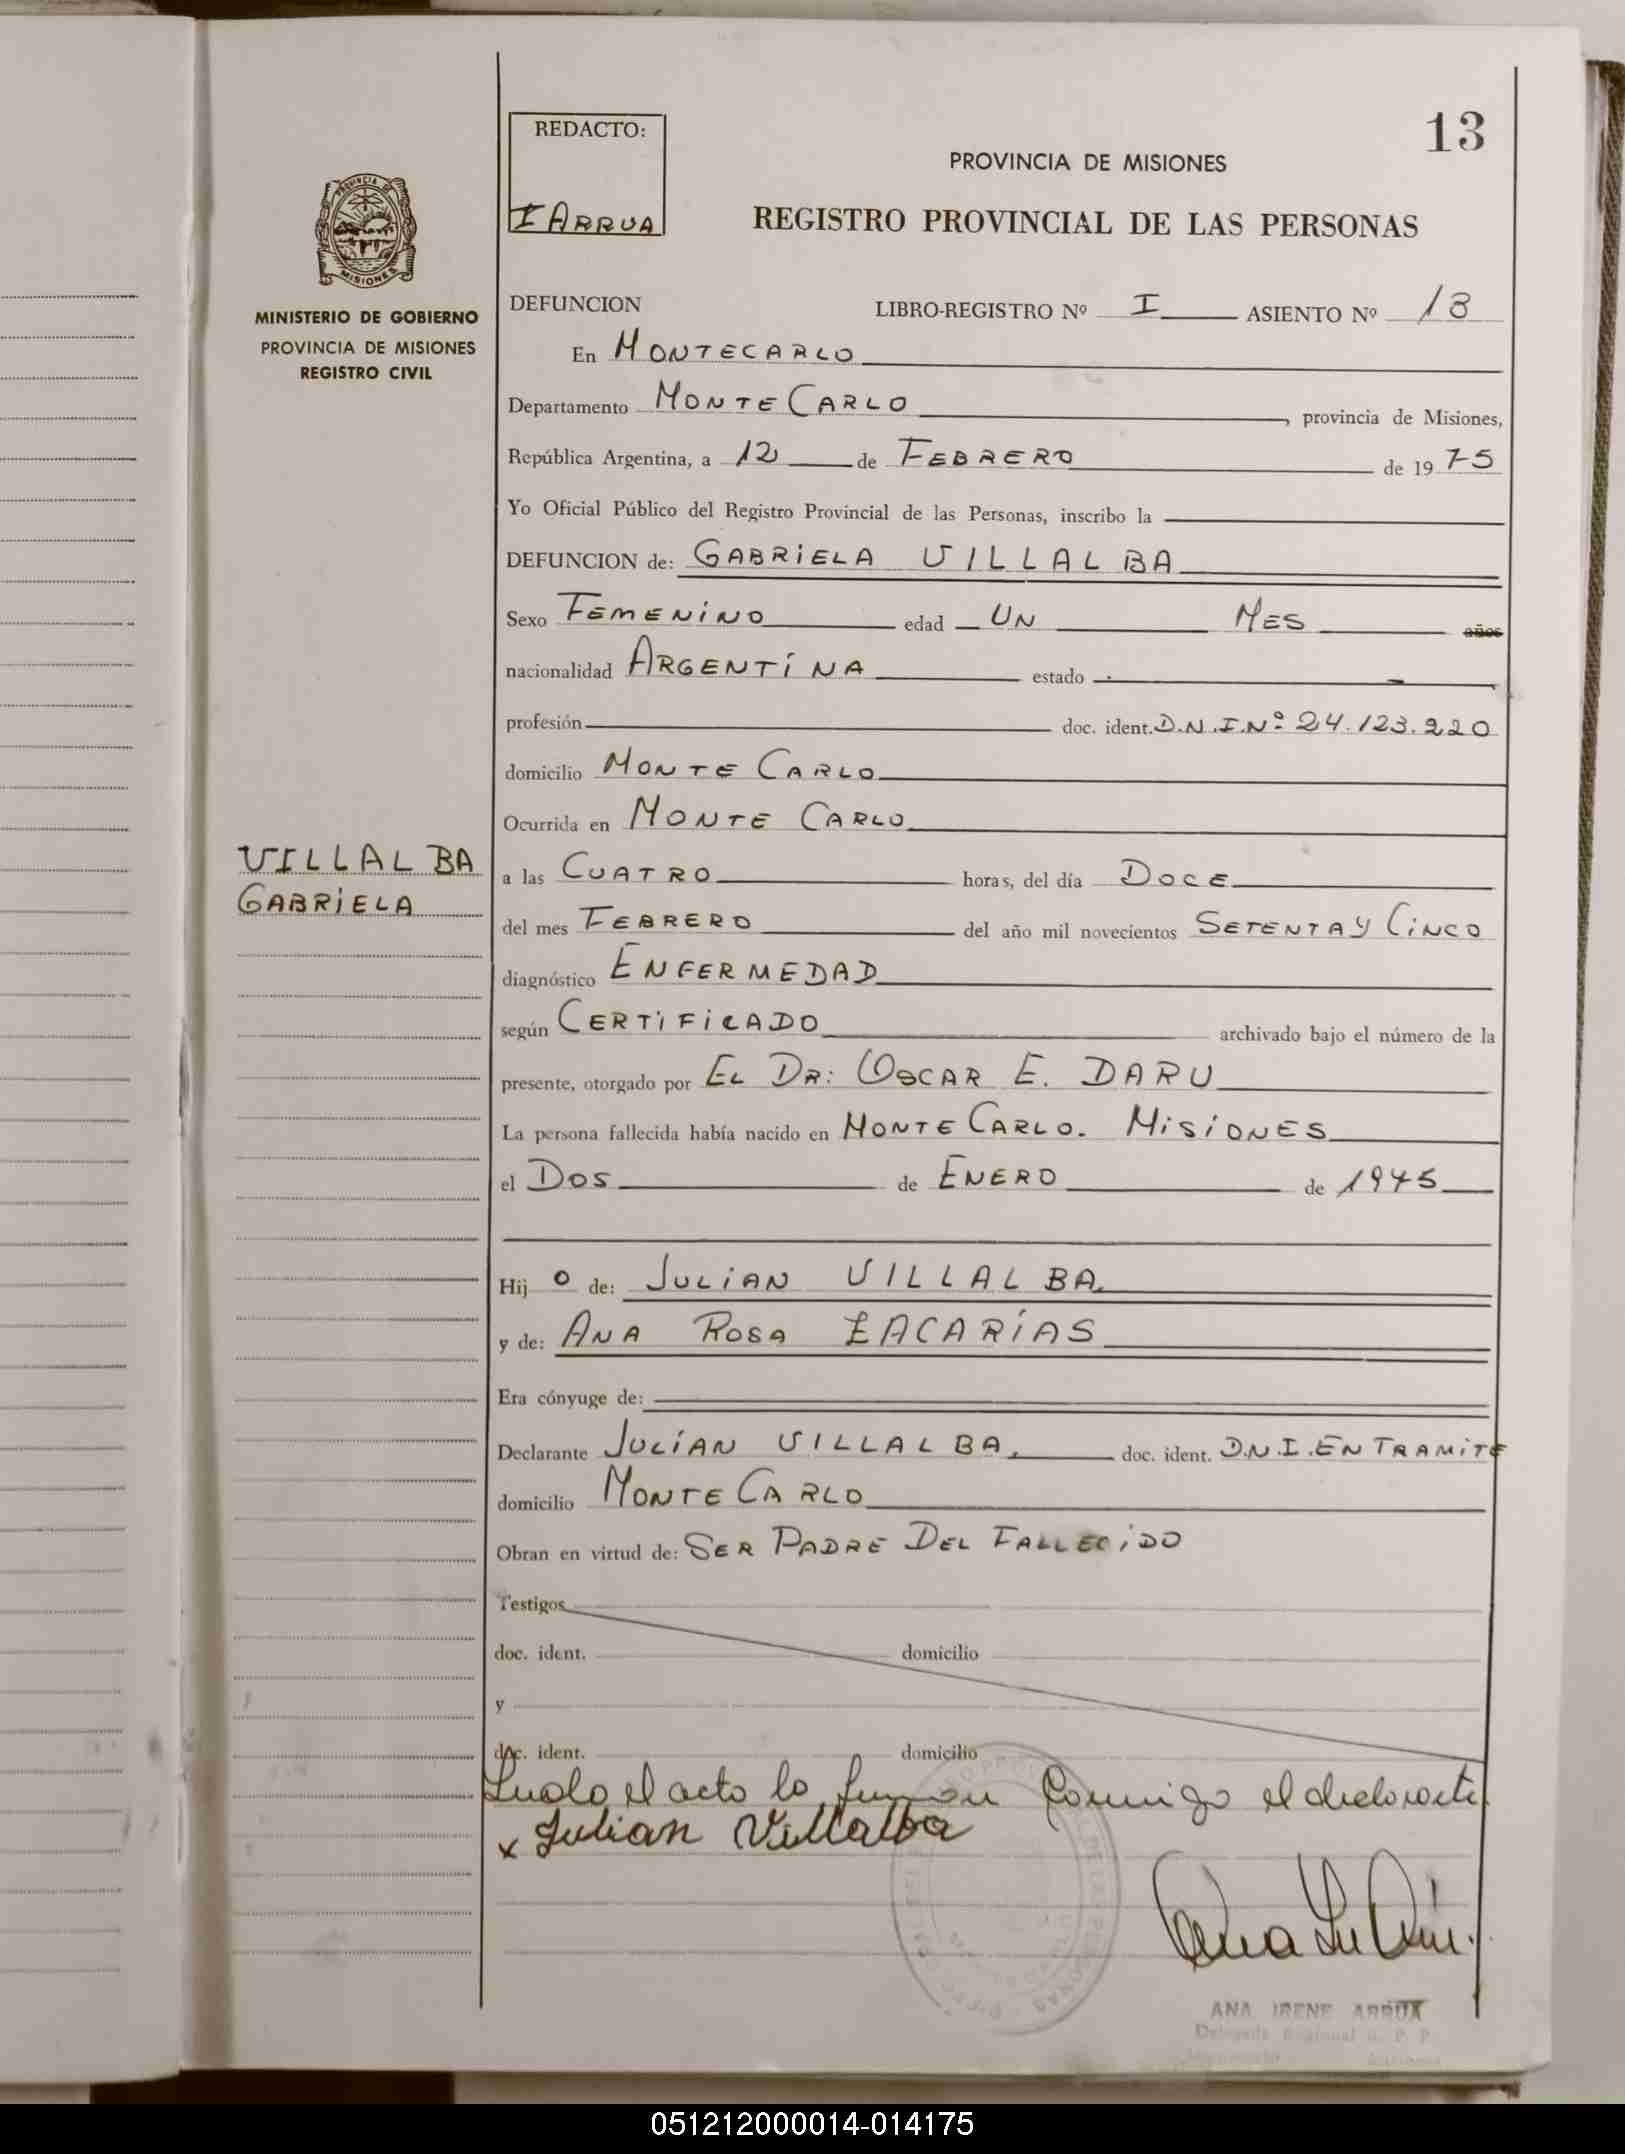 13
REDACTO:
I ARRUA
PROVINCIA DE MISIONES
REGISTRO PROVINCIAL DE LAS PERSONAS
MINISTERIO DE GOBIERNO
PROVINCIA DE MISIONES
REGISTRO CIVIL
DEFUNCION LIBRO-REGISTRO Nº I ASIENTO Nº 13
En MONTECARLO
Departamento MONTE CARLO, provincia de Misiones,
República Argentina, a 12 de FEBRERO de 1975
Yo Oficial Público del Registro Provincial de las Personas, inscribo la
DEFUNCION de: GABRIELA VILLALBA
Sexo FEMENINO edad UN MES años
nacionalidad ARGENTINA estado
profesión doc. ident. D.N.I.Nº 24.123.220
domicilio MONTE CARLO
Ocurrida en MONTE CARLO
VILLALBA
GABRIELA
a las CUATRO horas, del día DOCE
del mes FEBRERO del año mil novecientos SETENTA Y CINCO
diagnóstico ENFERMEDAD
según CERTIFICADO archivado bajo el número de la
presente, otorgado por EL DR: OSCAR E. DARU
La persona fallecida había nacido en MONTE CARLO. MISIONES
el DOS de ENERO de 1975
Hij o de: JULIAN VILLALBA.
y de: ANA ROSA ZACARÍAS
Era cónyuge de:
Declarante JULIÁN VILLALBA. doc. ident. D.N.I. EN TRAMITE
domicilio MONTE CARLO
Obran en virtud de: SER PADRE DEL FALLECIDO
Testigos
doc. ident. domicilio
y
doc. ident. domicilio
Leido el acto lo firman conmigo el declarante
x Julian Villalba
ANA IRENE ARRUA
Delegada Regional R. P. P.
051212000014-014175